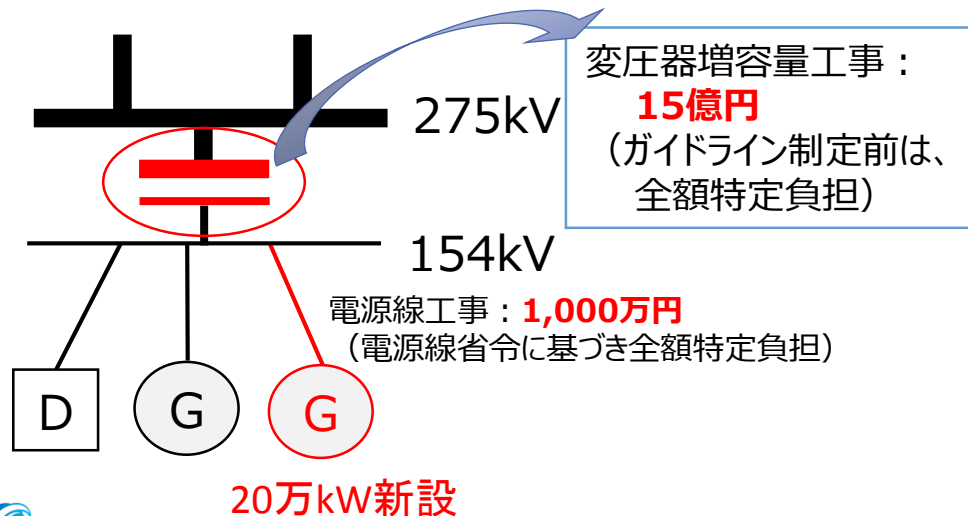 変圧器増容量工事：
15億円
（ガイドライン制定前は、
全額特定負担）
275kV
154kV
電源線工事：1,000万円
（電源線省令に基づき全額特定負担）
D
G
G
20万kW新設